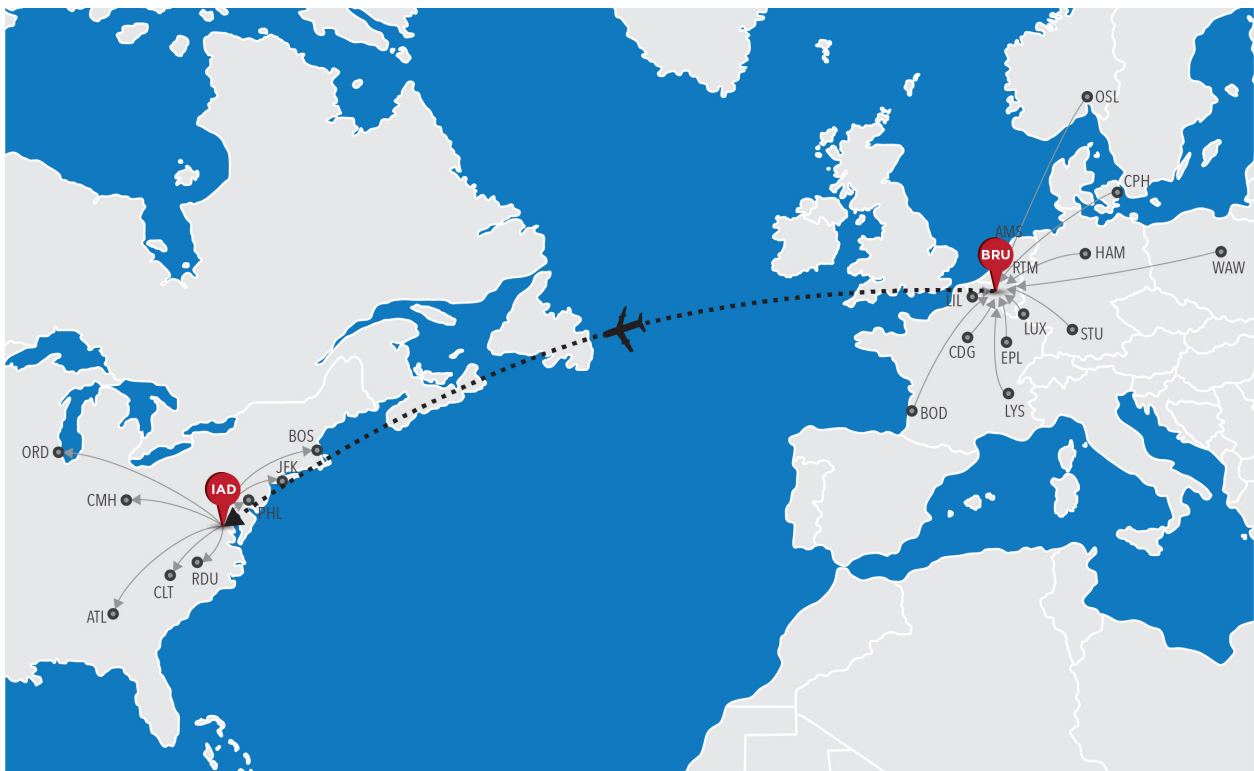 OSL
CPH
AMS
BRU
HAM
RTM
WAW
LIL
LUX
STU
CDG
EPL
BOD
LYS
BOS
ORD
JFK
IAD
CMH
PHL
RDU
CLT
ATL